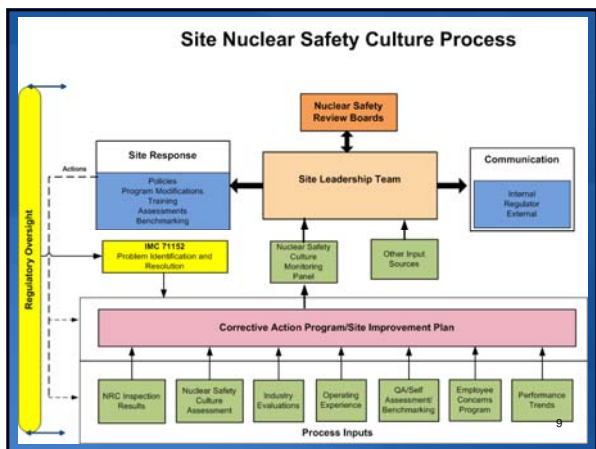 Site Nuclear Safety Culture Process
Regulatory Oversight
Nuclear Safety
Review Boards
Actions
Site Response
Policies
Program Modifications
Training
Assessments
Benchmarking
Site Leadership Team
Communication
Internal
Regulator
External
IMC 71152
Problem Identification and
Resolution
Nuclear Safety
Culture
Monitoring
Panel
Other Input
Sources
Corrective Action Program/Site Improvement Plan
NRC Inspection
Results
Nuclear Safety
Culture
Assessment
Industry
Evaluations
Operating
Experience
QA/Self
Assessment/
Benchmarking
Employee
Concerns
Program
Performance
Trends
Process Inputs
9